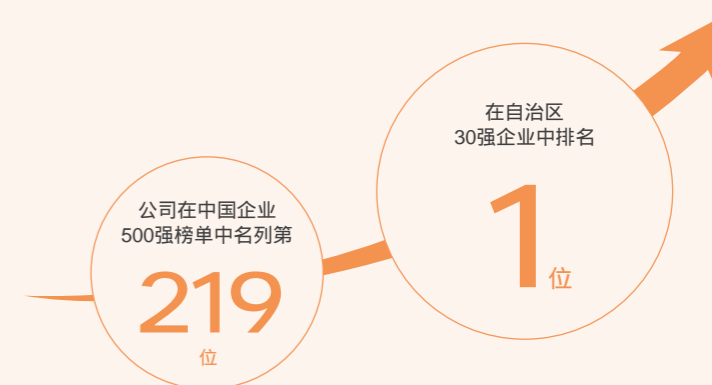 公司在中国企业
500强榜单中名列第
219
位
在自治区
30强企业中排名
1位